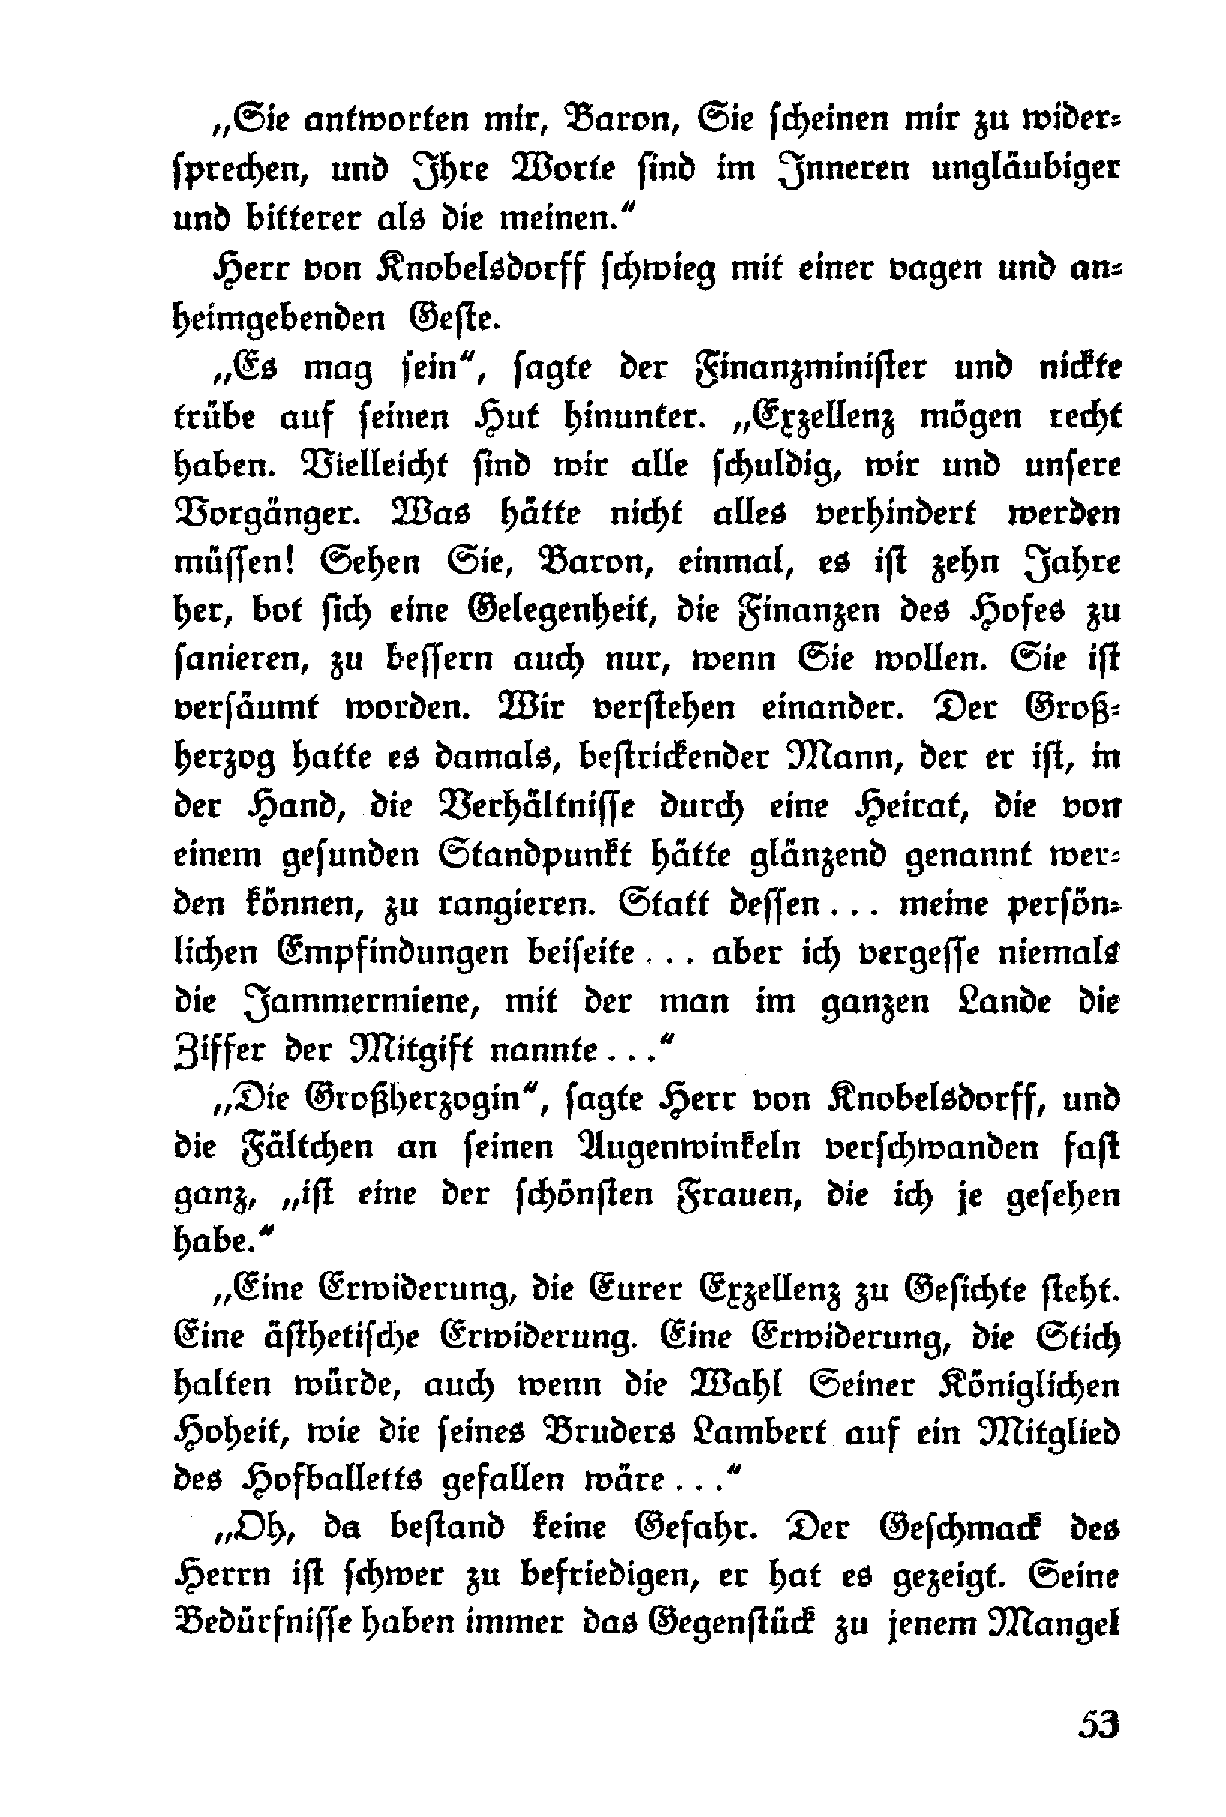 „Sie antworten mir, Baron, Sie scheinen mir zu wider-
sprechen, und Ihre Worte sind im Inneren ungläubiger
und bitterer als die meinen.“
Herr von Knobelsdorff schwieg mit einer vagen und an-
heimgebenden Geste.
„Es mag sein“, sagte der Finanzminister und nickte
trübe auf seinen Hut hinunter. „Exzellenz mögen recht
haben. Vielleicht sind wir alle schuldig, wir und unsere
Vorgänger. Was hätte nicht alles verhindert werden
müssen! Sehen Sie, Baron, einmal, es ist zehn Jahre
her, bot sich eine Gelegenheit, die Finanzen des Hofes zu
sanieren, zu bessern auch nur, wenn Sie wollen. Sie ist
versäumt worden. Wir verstehen einander. Der Groß-
herzog hatte es damals, bestrickender Mann, der er ist, in
der Hand, die Verhältnisse durch eine Heirat, die von
einem gesunden Standpunkt hätte glänzend genannt wer-
den können, zu rangieren. Statt dessen ... meine persön-
lichen Empfindungen beiseite ... aber ich vergesse niemals
die Jammermiene, mit der man im ganzen Lande die
Ziffer der Mitgift nannte ...“
„Die Großherzogin“, sagte Herr von Knobelsdorff, und
die Fältchen an seinen Augenwinkeln verschwanden fast
ganz, „ist eine der schönsten Frauen, die ich je gesehen
habe.“
„Eine Erwiderung, die Eurer Exzellenz zu Gesichte steht.
Eine ästhetische Erwiderung. Eine Erwiderung, die Stich
halten würde, auch wenn die Wahl Seiner Königlichen
Hoheit, wie die seines Bruders Lambert auf ein Mitglied
des Hofballetts gefallen wäre ...“
„Oh, da bestand keine Gefahr. Der Geschmack des
Herrn ist schwer zu befriedigen, er hat es gezeigt. Seine
Bedürfnisse haben immer das Gegenstück zu jenem Mangel
53